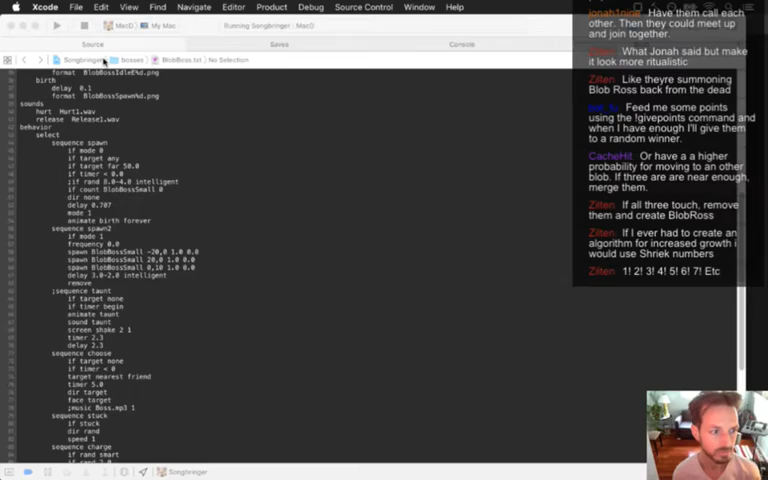 Xcode File Edit View Find Navigate Editor Product Debug Source Control Window Help
MacD My Mac Running Songbringer : MacD
Source Saves Console
Songbringer bosses BlobBoss.txt No Selection
format BlobBossIdleE%d.png
birth
delay 0.1
format BlobBossSpawn%d.png
sounds
hurt Hurt1.wav
release Release1.wav
behavior
select
sequence spawn
if mode 0
if target any
if target far 50.0
if timer < 0.0
;if rand 8.0-4.0 intelligent
if count BlobBossSmall 0
dir none
delay 0.707
mode 1
animate birth forever
sequence spawn2
if mode 1
frequency 0.0
spawn BlobBossSmall -20,0 1.0 0.0
spawn BlobBossSmall 20,0 1.0 0.0
spawn BlobBossSmall 0,10 1.0 0.0
delay 3.0-2.0 intelligent
remove
;sequence taunt
if target none
if timer begin
animate taunt
sound taunt
screen shake 2 1
timer 2.3
delay 2.3
sequence choose
if target none
if timer < 0
target nearest friend
timer 5.0
dir target
face target
;music Boss.mp3 1
sequence stuck
if stuck
dir rand
speed 1
sequence charge
if rand smart
Songbringer
jonah1nine Have them call each
other. Then they could meet up
and join together.
Zilten What Jonah said but make
it look more ritualistic
Zilten Like theyre summoning
Blob Ross back from the dead
Feed me some points
using the !givepoints command and
when I have enough I'll give them
to a random winner.
CacheHit Or have a a higher
probability for moving to an other
blob. If three are are near enough,
merge them.
Zilten If all three touch, remove
them and create BlobRoss
Zilten If I ever had to create an
algorithm for increased growth i
would use Shriek numbers
Zilten 1! 2! 3! 4! 5! 6! 7! Etc